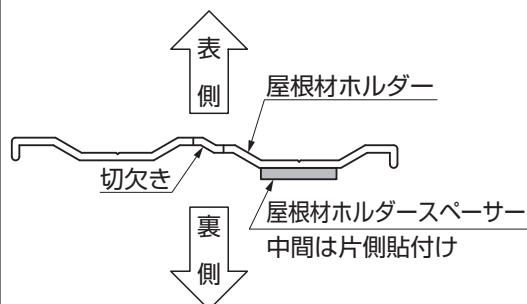 表側
屋根材ホルダー
切欠き
屋根材ホルダースペーサー
中間は片側貼付け
裏側